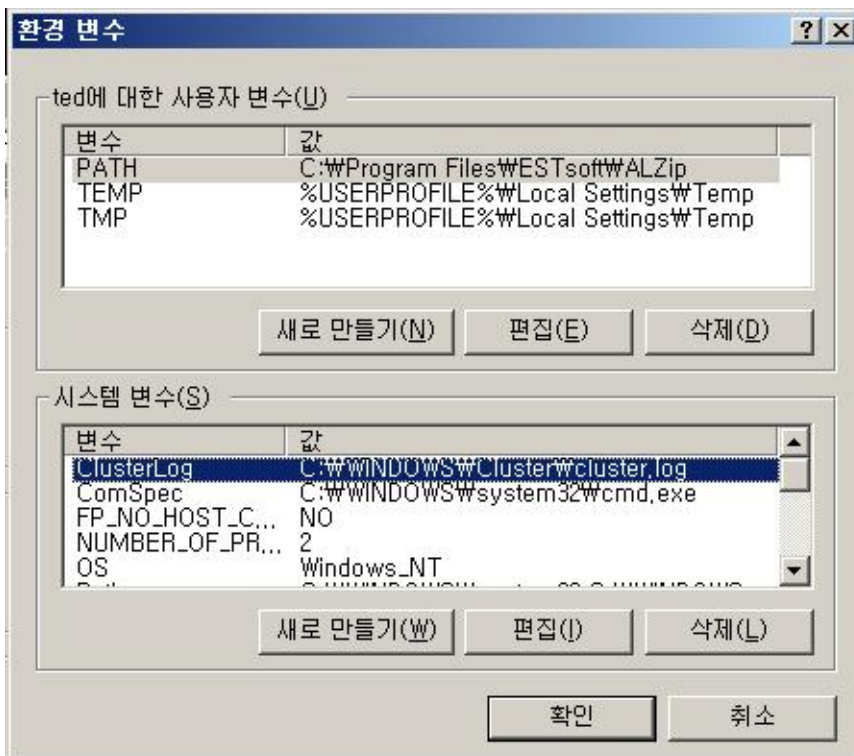 환경 변수
ted에 대한 사용자 변수(U)
변수 값
PATH C:₩Program Files₩ESTsoft₩ALZip
TEMP %USERPROFILE%₩Local Settings₩Temp
TMP %USERPROFILE%₩Local Settings₩Temp
새로 만들기(N) 편집(E) 삭제(D)
시스템 변수(S)
변수 값
ClusterLog C:₩WINDOWS₩Cluster₩cluster.log
ComSpec C:₩WINDOWS₩system32₩cmd.exe
FP_NO_HOST_C... NO
NUMBER_OF_PR... 2
OS Windows_NT
새로 만들기(W) 편집(I) 삭제(L)
확인 취소